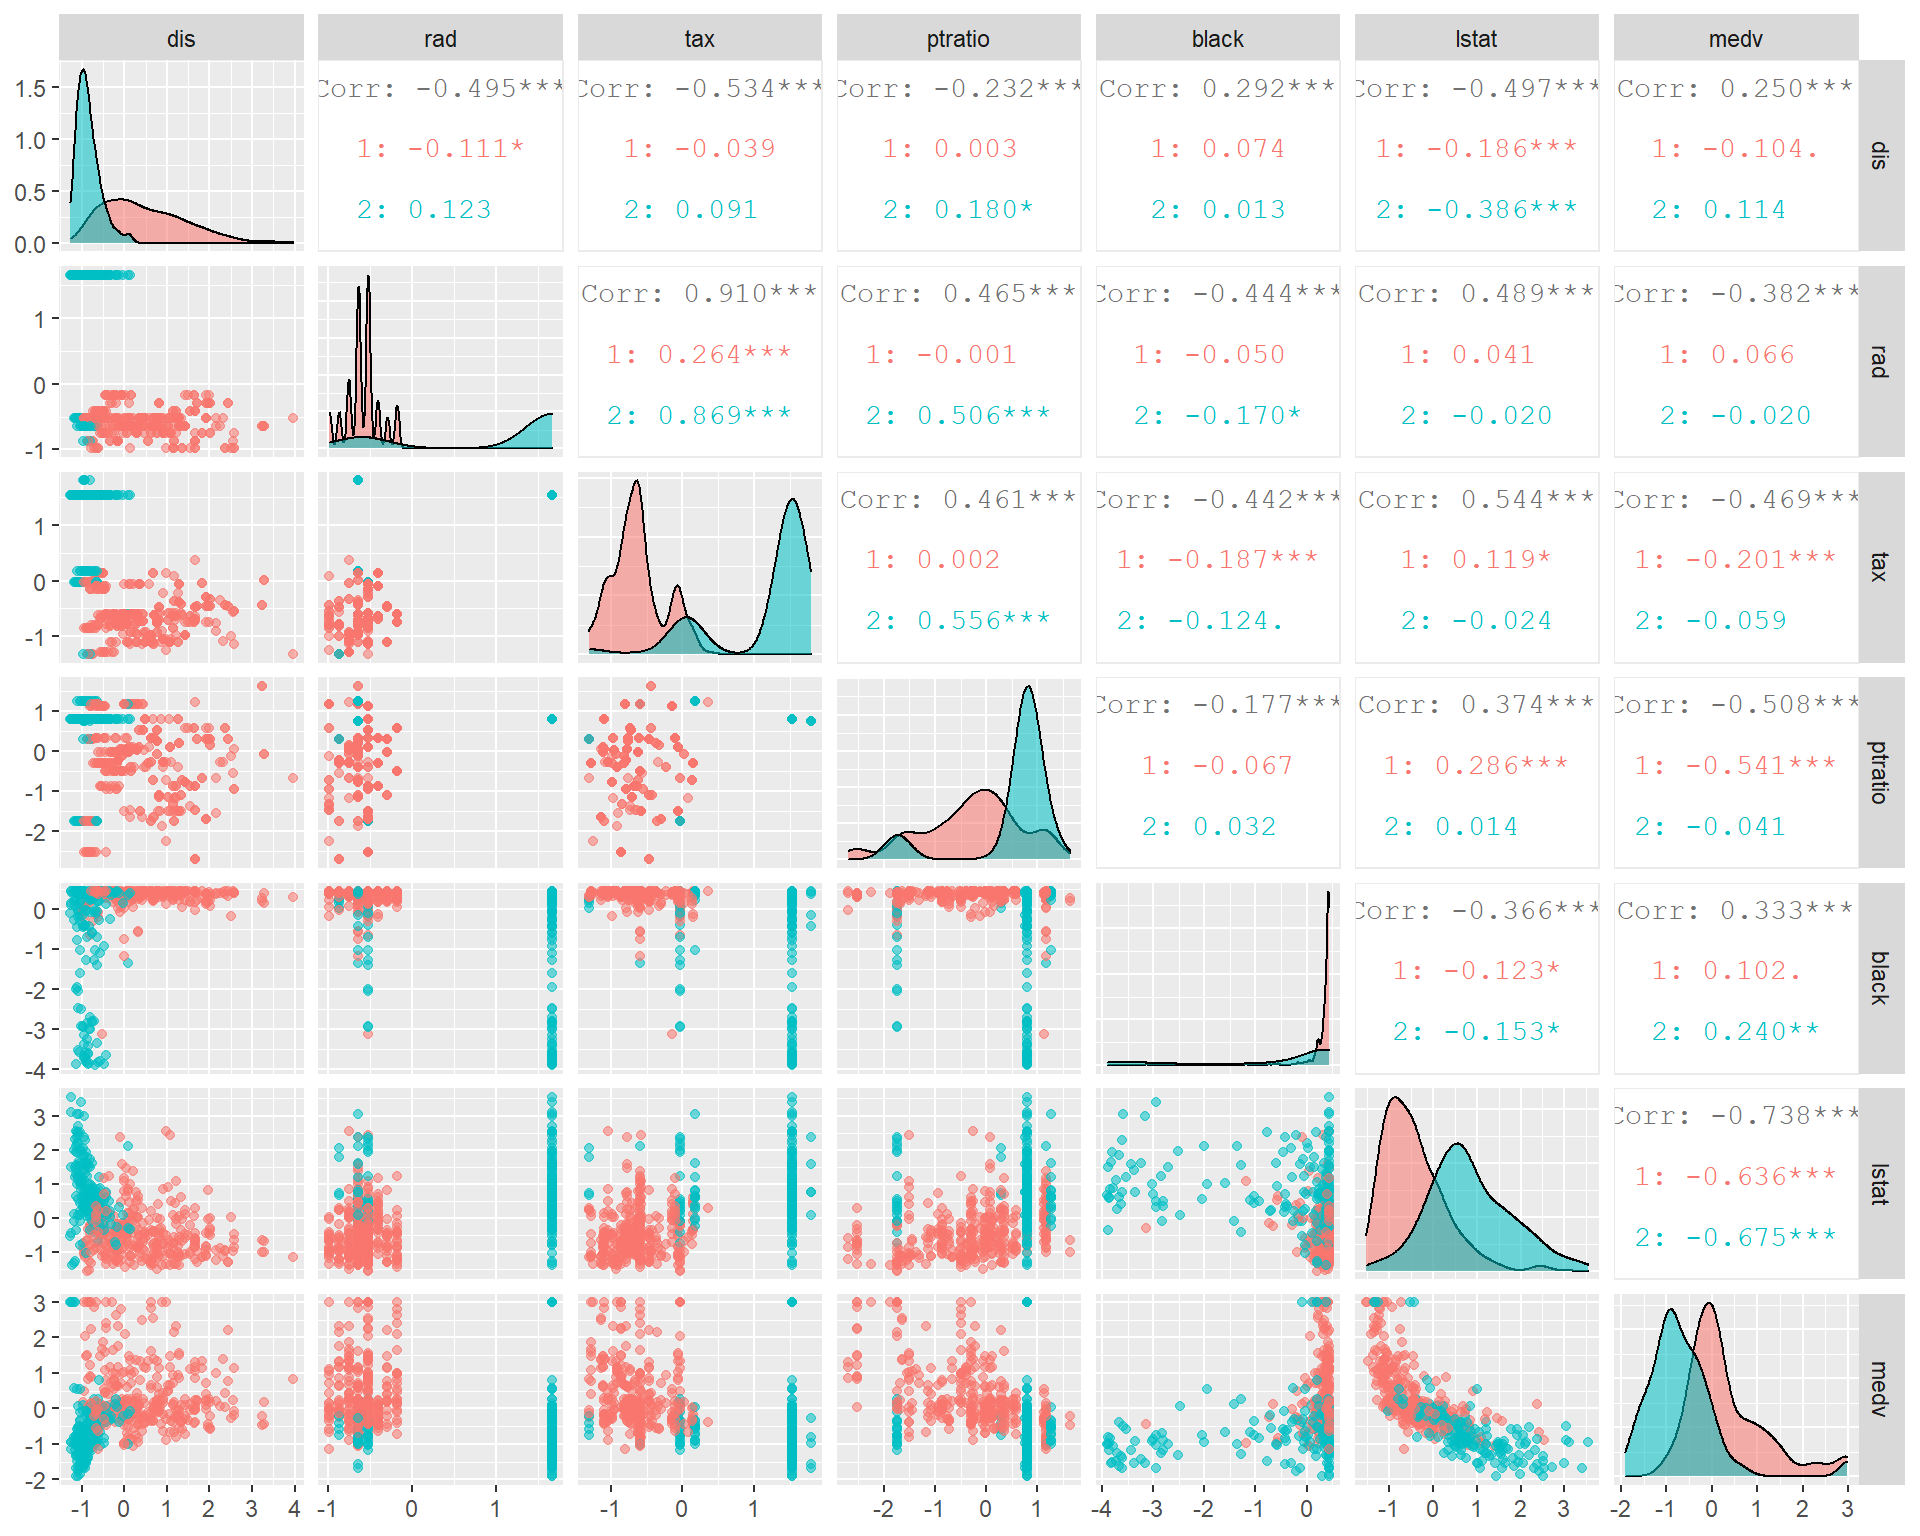 dis rad tax ptratio black lstat medv
1.5 Corr: -0.495*** Corr: -0.534*** Corr: -0.232*** Corr: 0.292*** Corr: -0.497*** Corr: 0.250***
1.0 1: -0.111* 1: -0.039 1: 0.003 1: 0.074 1: -0.186*** 1: -0.104. dis
0.5 2: 0.123 2: 0.091 2: 0.180* 2: 0.013 2: -0.386*** 2: 0.114
0.0
Corr: 0.910*** Corr: 0.465*** Corr: -0.444*** Corr: 0.489*** Corr: -0.382***
1
1: 0.264*** 1: -0.001 1: -0.050 1: 0.041 1: 0.066 rad
0
2: 0.869*** 2: 0.506*** 2: -0.170* 2: -0.020 2: -0.020
-1
Corr: 0.461*** Corr: -0.442*** Corr: 0.544*** Corr: -0.469***
1
1: 0.002 1: -0.187*** 1: 0.119* 1: -0.201*** tax
0
2: 0.556*** 2: -0.124. 2: -0.024 2: -0.059
-1
Corr: -0.177*** Corr: 0.374*** Corr: -0.508***
1
0 1: -0.067 1: 0.286*** 1: -0.541*** ptratio
-1
2: 0.032 2: 0.014 2: -0.041
-2
0 Corr: -0.366*** Corr: 0.333***
-1
1: -0.123* 1: 0.102. black
-2
-3 2: -0.153* 2: 0.240**
-4
3 Corr: -0.738***
2
1 1: -0.636*** lstat
0
2: -0.675***
-1
3
2
1 medv
0
-1
-2
-1 0 1 2 3 4 -1 0 1 -1 0 1 -2 -1 0 1 -4 -3 -2 -1 0 -1 0 1 2 3 -2 -1 0 1 2 3